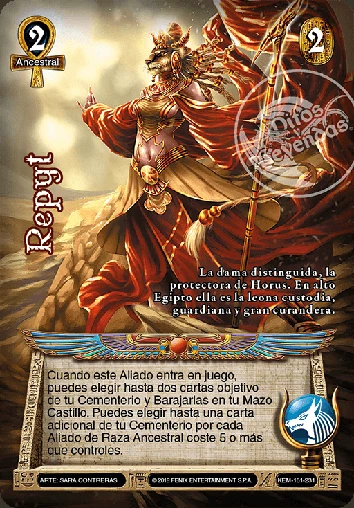 2
Ancestral
2
Mitos
y Leyendas
Repyt
La dama distinguida, la
protectora de Horus. En alto
Egipto ella es la leona custodia,
guardiana y gran curandera.
Cuando este Aliado entra en juego,
puedes elegir hasta dos cartas objetivo
de tu Cementerio y Barajarlas en tu Mazo
Castillo. Puedes elegir hasta una carta
adicional de tu Cementerio por cada
Aliado de Raza Ancestral coste 5 o más
que controles.
ARTE: SARA CONTRERAS
FENIX ENTERTAINMENT S.P.A.